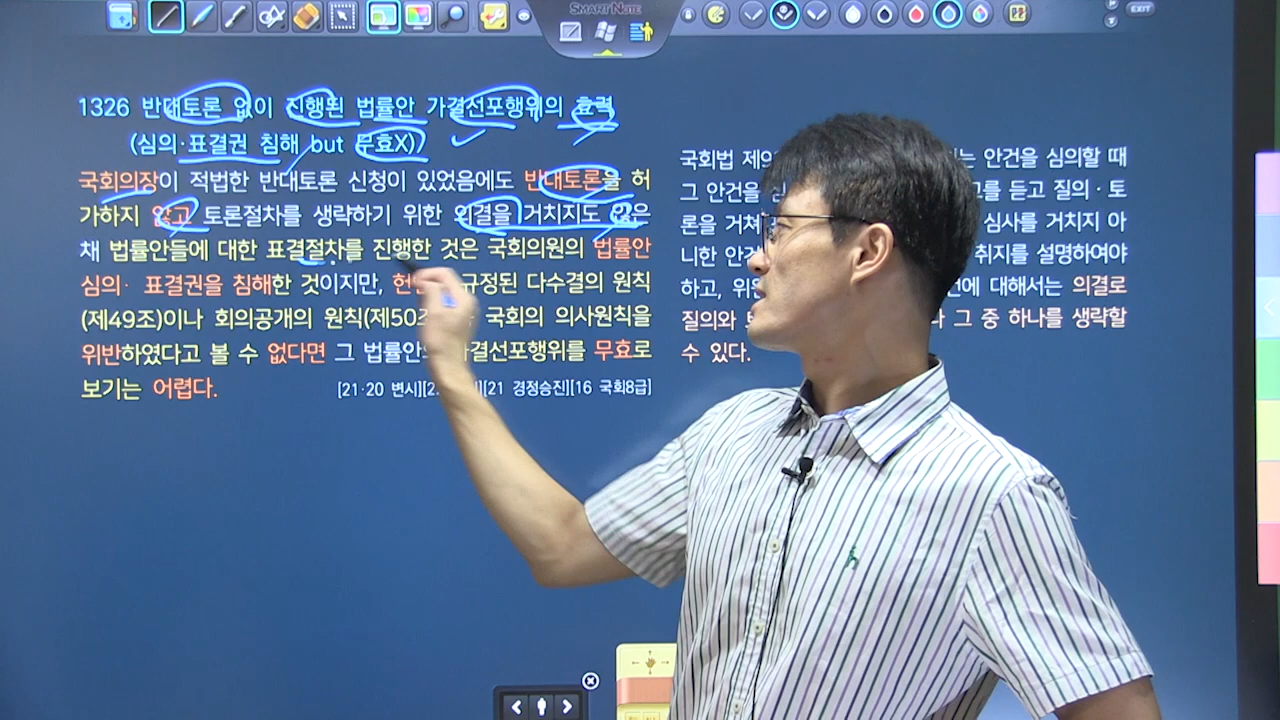 SMART NOTE
EXIT
1326 반대토론 없이 진행된 법률안 가결선포행위의 효력
(심의·표결권 침해 but 무효X)
국회의장이 적법한 반대토론 신청이 있었음에도 반대토론을 허
가하지 않고 토론절차를 생략하기 위한 의결을 거치지도 않은
채 법률안들에 대한 표결절차를 진행한 것은 국회의원의 법률안
심의· 표결권을 침해한 것이지만, 규정된 다수결의 원칙
(제49조)이나 회의공개의 원칙(제50 국회의 의사원칙을
위반하였다고 볼 수 없다면 그 법률안 가결선포행위를 무효로
보기는 어렵다.
[21·20 변시] [21 경정승진][16 국회8급]
국회법 안건을 심의할 때
그 안건을 듣고 질의·토
론을 거쳐 심사를 거치지 아
니한 안 취지를 설명하여야
하고, 대해서는 의결로
질의와 그 중 하나를 생략할
수 있다.